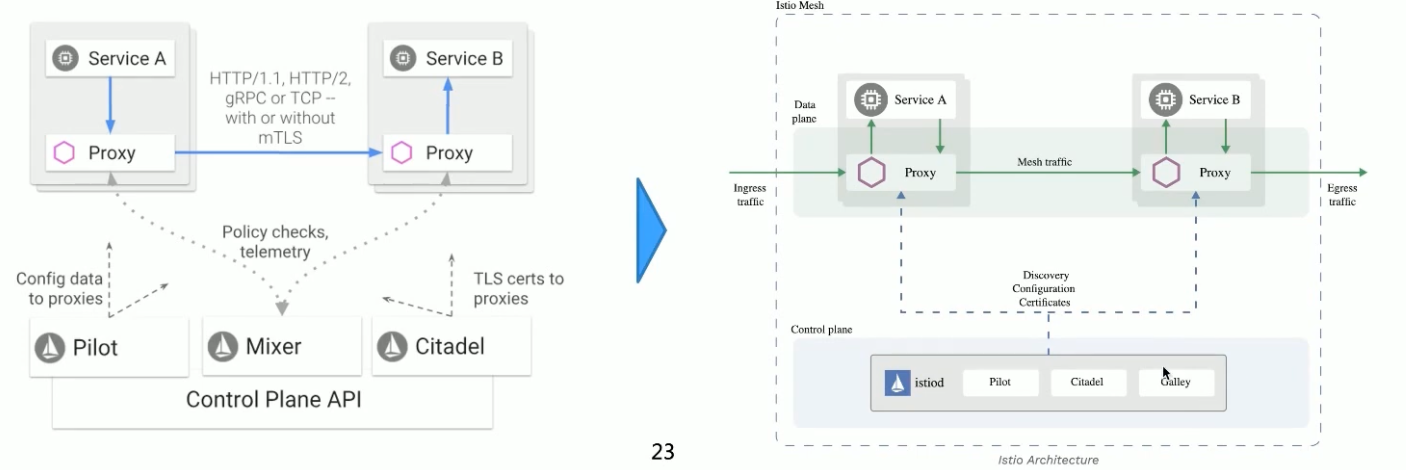 Service A
Service B
HTTP/1.1, HTTP/2,
gRPC or TCP --
with or without
mTLS
Proxy
Proxy
Policy checks,
telemetry
Config data
to proxies
TLS certs to
proxies
Pilot
Mixer
Citadel
Control Plane API
23
Istio Mesh
Data
plane
Service A
Service B
Ingress
traffic
Proxy
Mesh traffic
Proxy
Egress
traffic
Discovery
Configuration
Certificates
Control plane
istiod
Pilot
Citadel
Galley
Istio Architecture